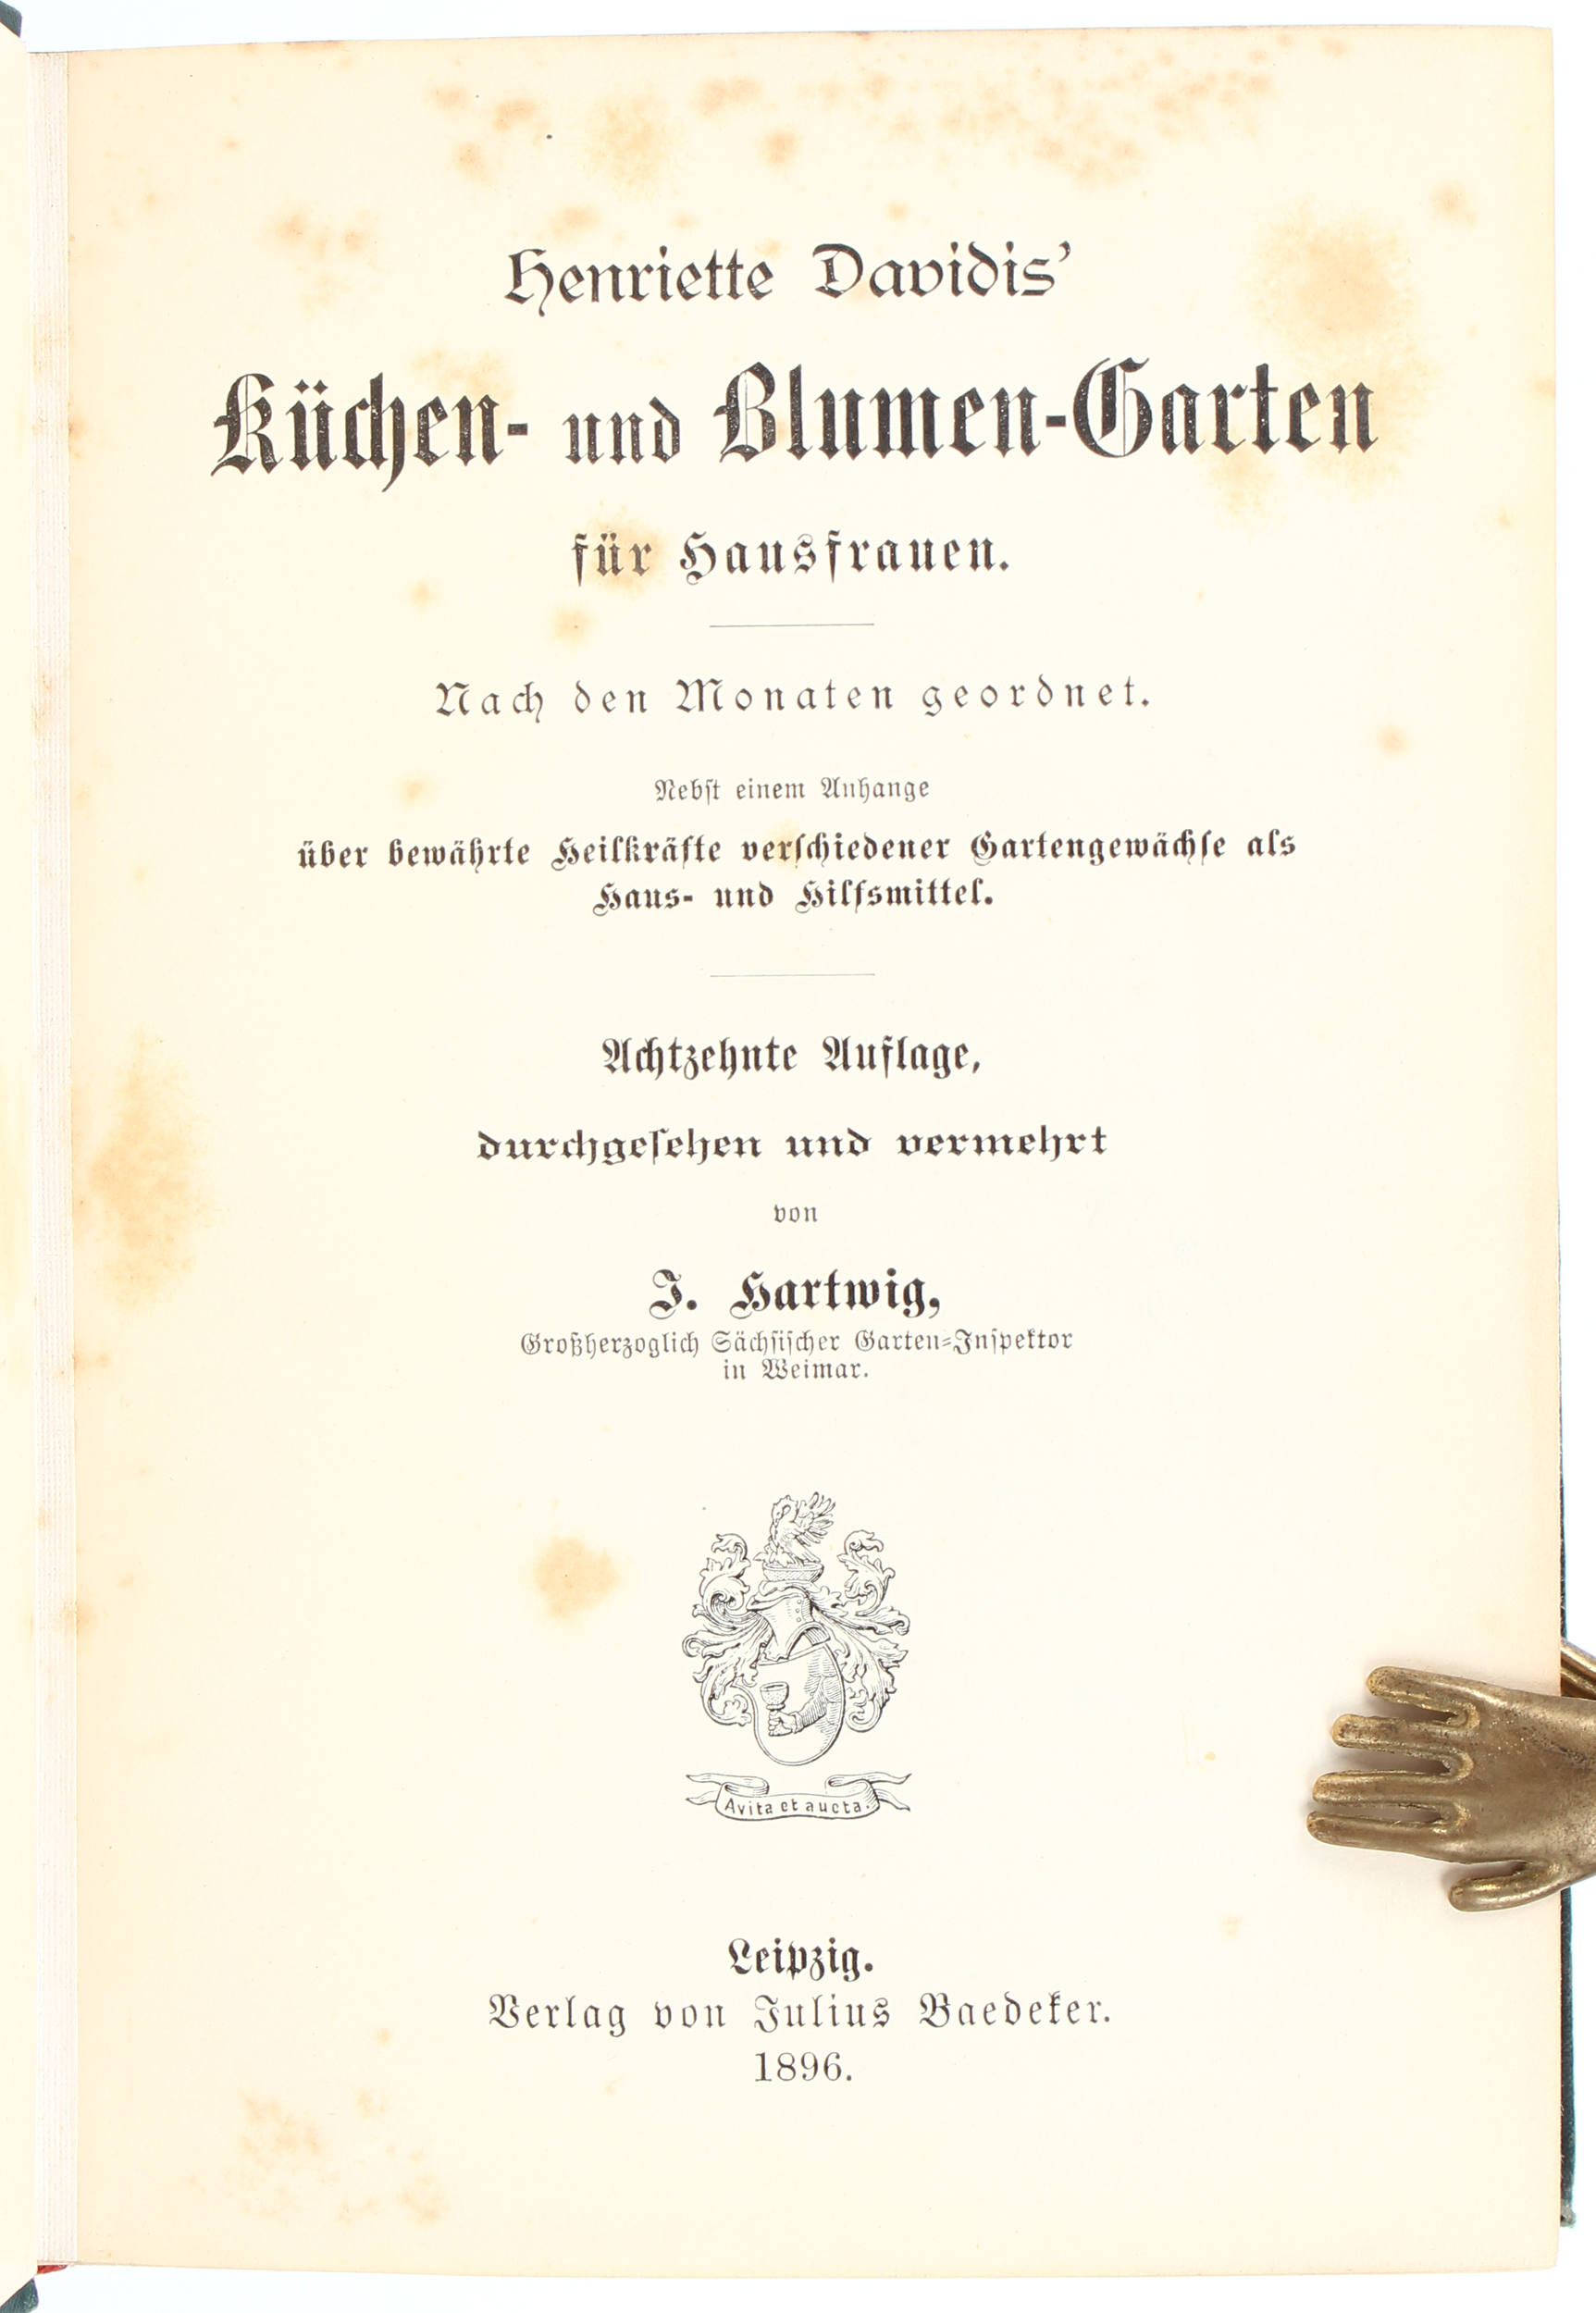 Henriette Davidis'
Küchen- und Blumen-Garten
für Hausfrauen.
Nach den Monaten geordnet.
Nebſt einem Anhange
über bewährte Heilkräfte verſchiedener Gartengewächſe als
Haus- und Hilfsmittel.
Achtzehnte Auflage,
durchgeſehen und vermehrt
von
J. Hartwig,
Großherzoglich Sächſiſcher Garten-Inſpektor
in Weimar.
Avita et aucta.
Leipzig.
Verlag von Julius Baedeker.
1896.